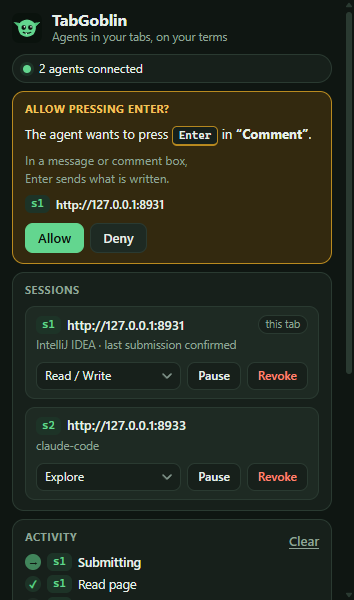 TabGoblin
Agents in your tabs, on your terms
2 agents connected
ALLOW PRESSING ENTER?
The agent wants to press Enter in “Comment”.
In a message or comment box,
Enter sends what is written.
s1 http://127.0.0.1:8931
Allow Deny
SESSIONS
s1 http://127.0.0.1:8931 this tab
IntelliJ IDEA · last submission confirmed
Read / Write Pause Revoke
s2 http://127.0.0.1:8933
claude-code
Explore Pause Revoke
ACTIVITY Clear
s1 Submitting
s1 Read page